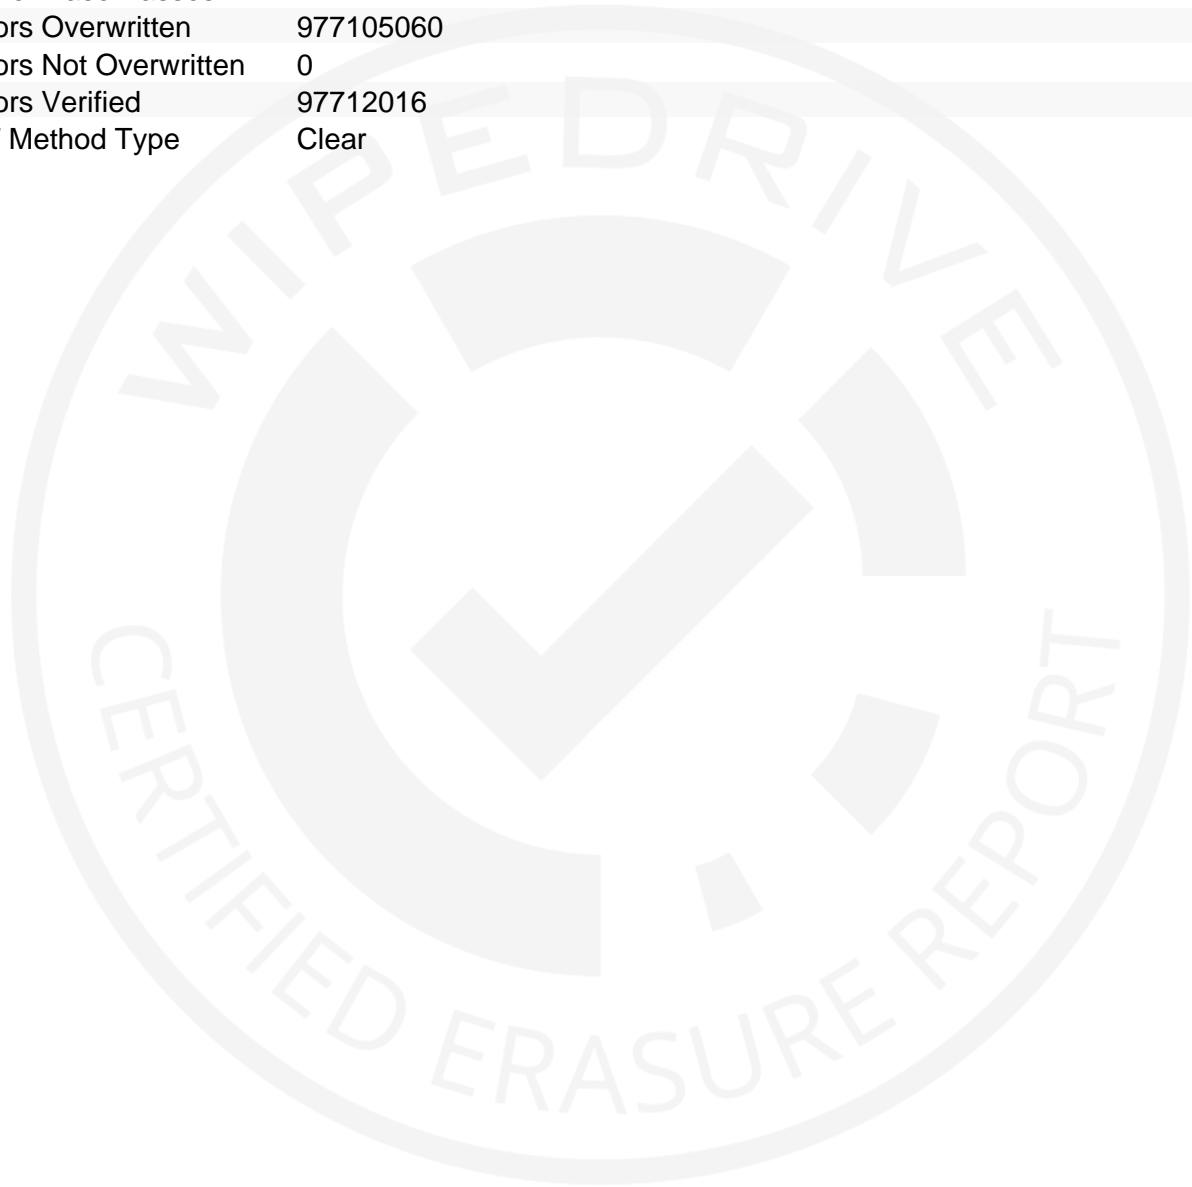 ors Overwritten 977105060
ors Not Overwritten 0
ors Verified 97712016
Method Type Clear
WIPEDRIVE
CERTIFIED ERASURE REPORT